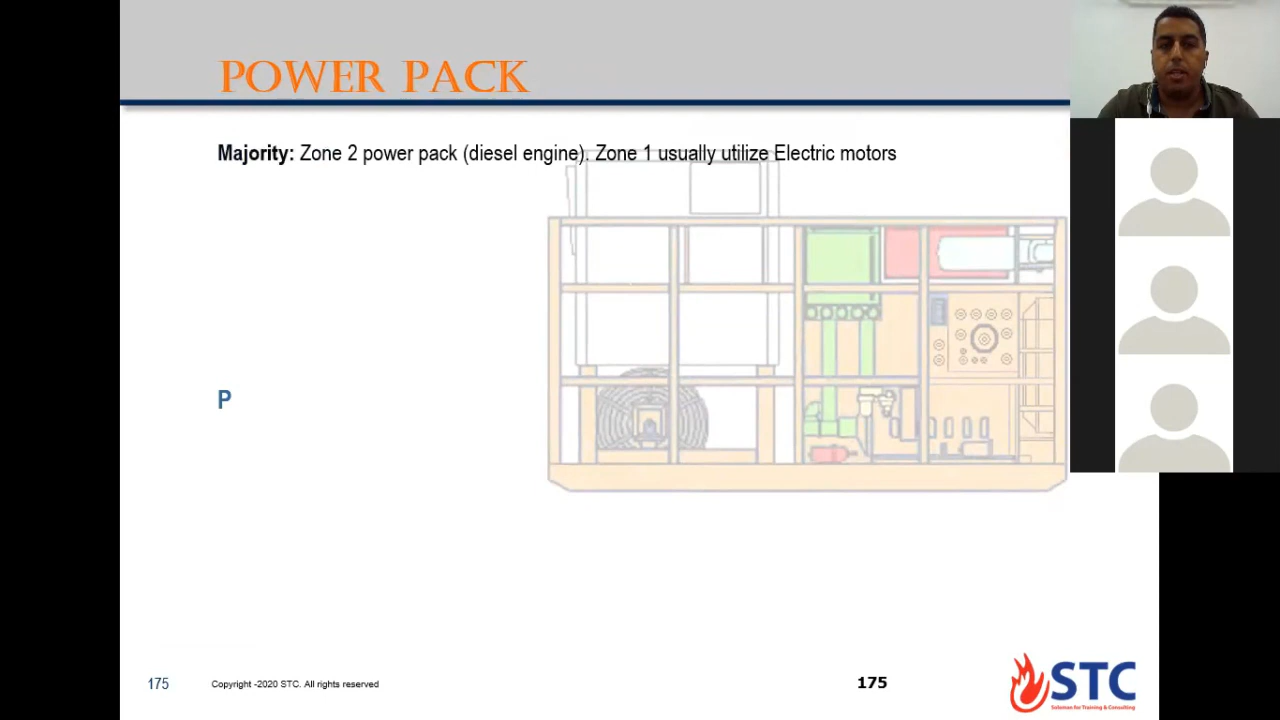 POWER PACK
Majority: Zone 2 power pack (diesel engine). Zone 1 usually utilize Electric motors
P
175
Copyright -2020 STC. All rights reserved
175
STC
Solution for Training & Consulting